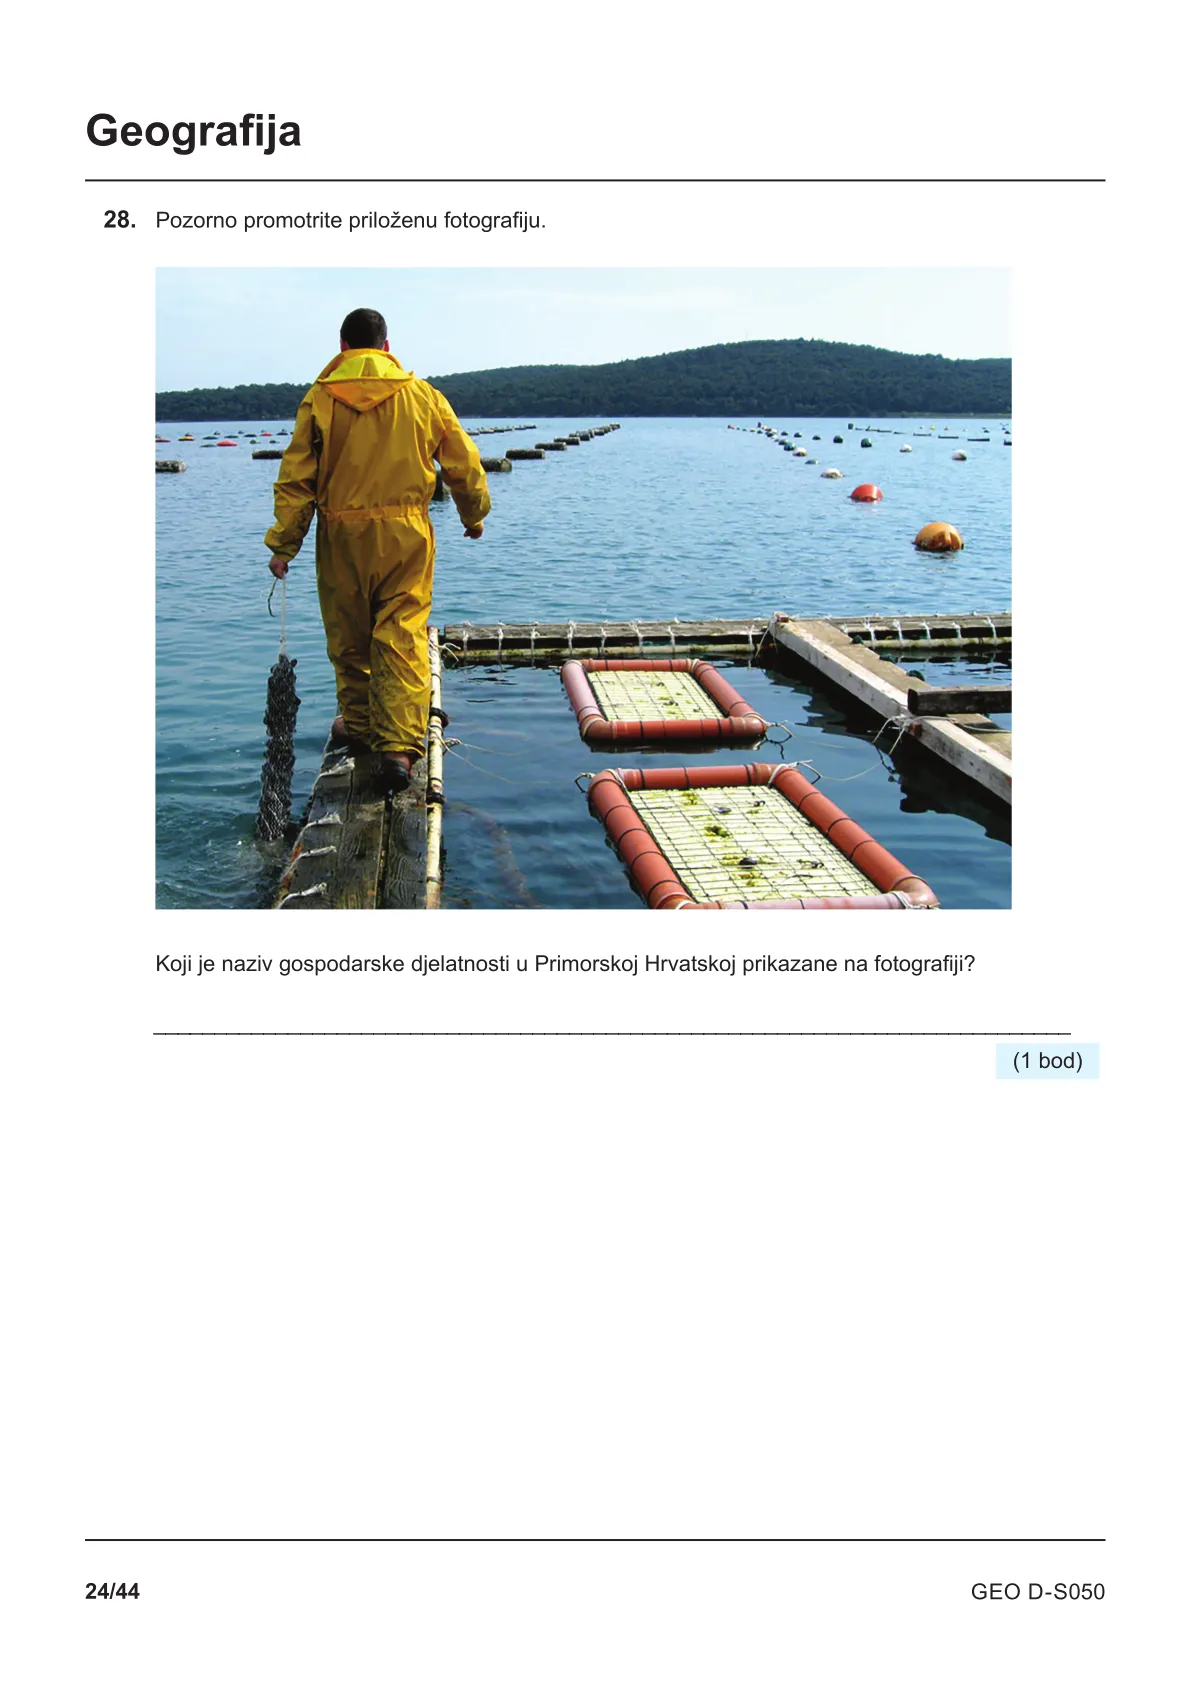 Geografija
28. Pozorno promotrite priloženu fotografiju.
Koji je naziv gospodarske djelatnosti u Primorskoj Hrvatskoj prikazane na fotografiji?
(1 bod)
24/44
GEO D-S050